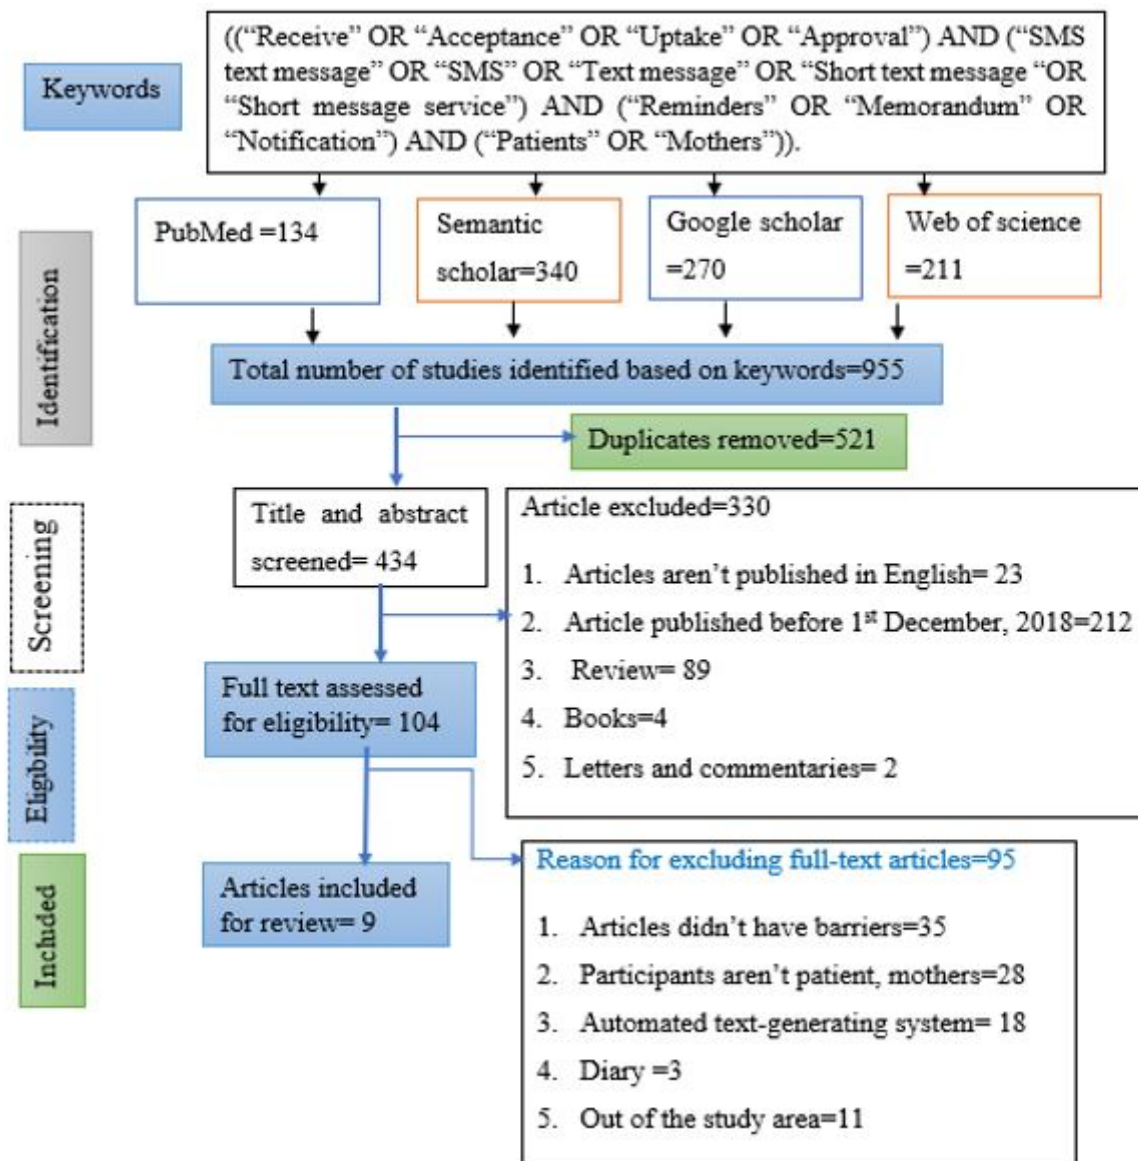 Keywords
((“Receive” OR “Acceptance” OR “Uptake” OR “Approval”) AND (“SMS
text message” OR “SMS” OR “Text message” OR “Short text message “OR
“Short message service”) AND (“Reminders” OR “Memorandum” OR
“Notification”) AND (“Patients” OR “Mothers”)).
Identification
PubMed =134
Semantic
scholar=340
Google scholar
=270
Web of science
=211
Total number of studies identified based on keywords=955
Duplicates removed=521
Screening
Title and abstract
screened= 434
Article excluded=330
1. Articles aren’t published in English= 23
2. Article published before 1st December, 2018=212
3. Review= 89
4. Books=4
5. Letters and commentaries= 2
Eligibility
Full text assessed
for eligibility= 104
Included
Articles included
for review= 9
Reason for excluding full-text articles=95
1. Articles didn’t have barriers=35
2. Participants aren’t patient, mothers=28
3. Automated text-generating system= 18
4. Diary =3
5. Out of the study area=11